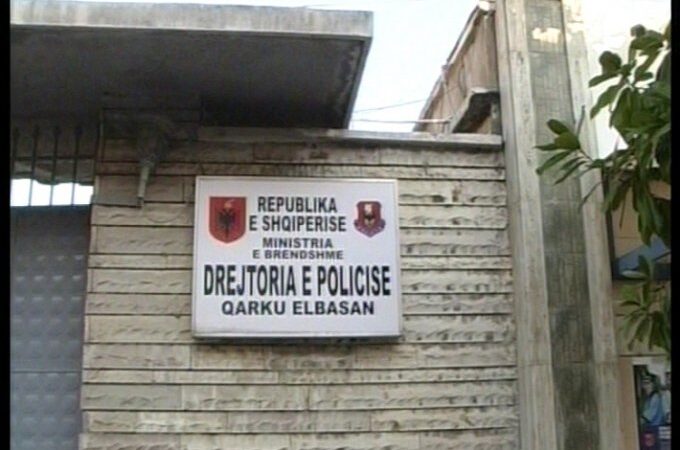 REPUBLIKA
E SHQIPERISE
MINISTRIA
E BRENDSHME
DREJTORIA E POLICISE
QARKU ELBASAN